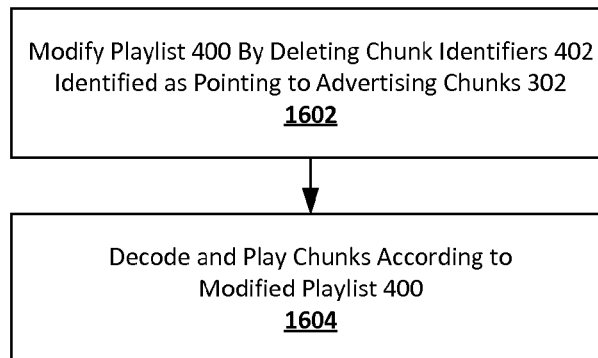 Modify Playlist 400 By Deleting Chunk Identifiers 402
Identified as Pointing to Advertising Chunks 302
1602
Decode and Play Chunks According to
Modified Playlist 400
1604